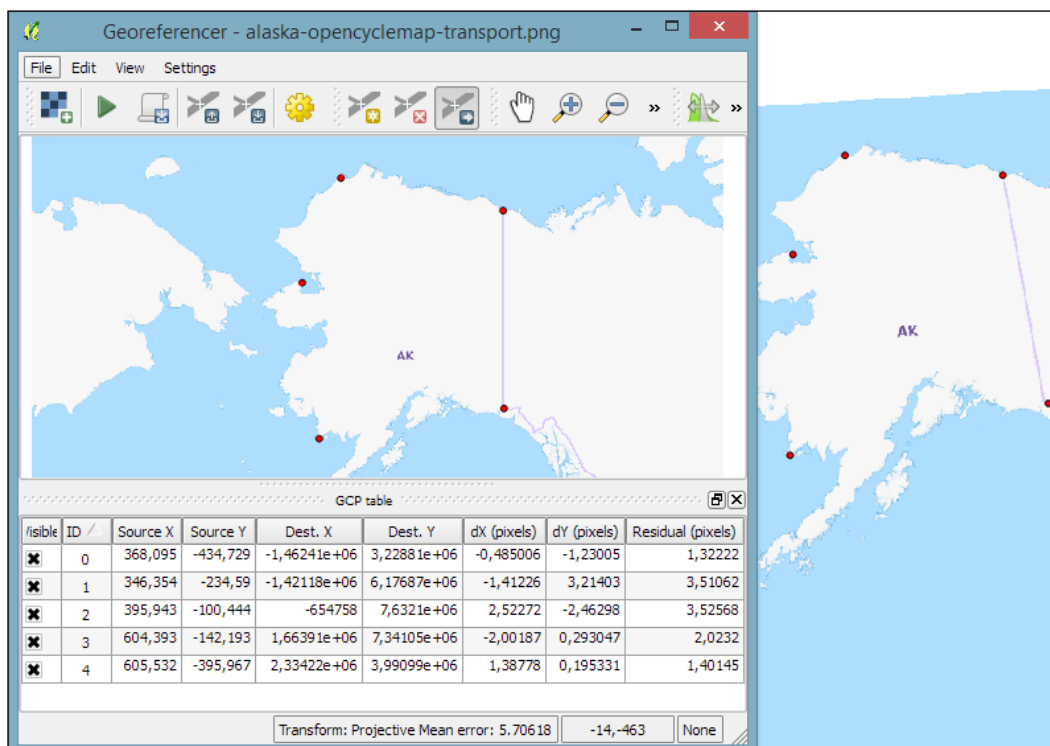 Georeferencer - alaska-opencyclemap-transport.png
File Edit View Settings
» »
AK
AK
GCP table
/isible ID Source X Source Y Dest. X Dest. Y dX (pixels) dY (pixels) Residual (pixels)
0 368,095 -434,729 -1,46241e+06 3,22881e+06 -0,485006 -1,23005 1,32222
1 346,354 -234,59 -1,42118e+06 6,17687e+06 -1,41226 3,21403 3,51062
2 395,943 -100,444 -654758 7,6321e+06 2,52272 -2,46298 3,52568
3 604,393 -142,193 1,66391e+06 7,34105e+06 -2,00187 0,293047 2,0232
4 605,532 -395,967 2,33422e+06 3,99099e+06 1,38778 0,195331 1,40145
Transform: Projective Mean error: 5.70618 -14,-463 None